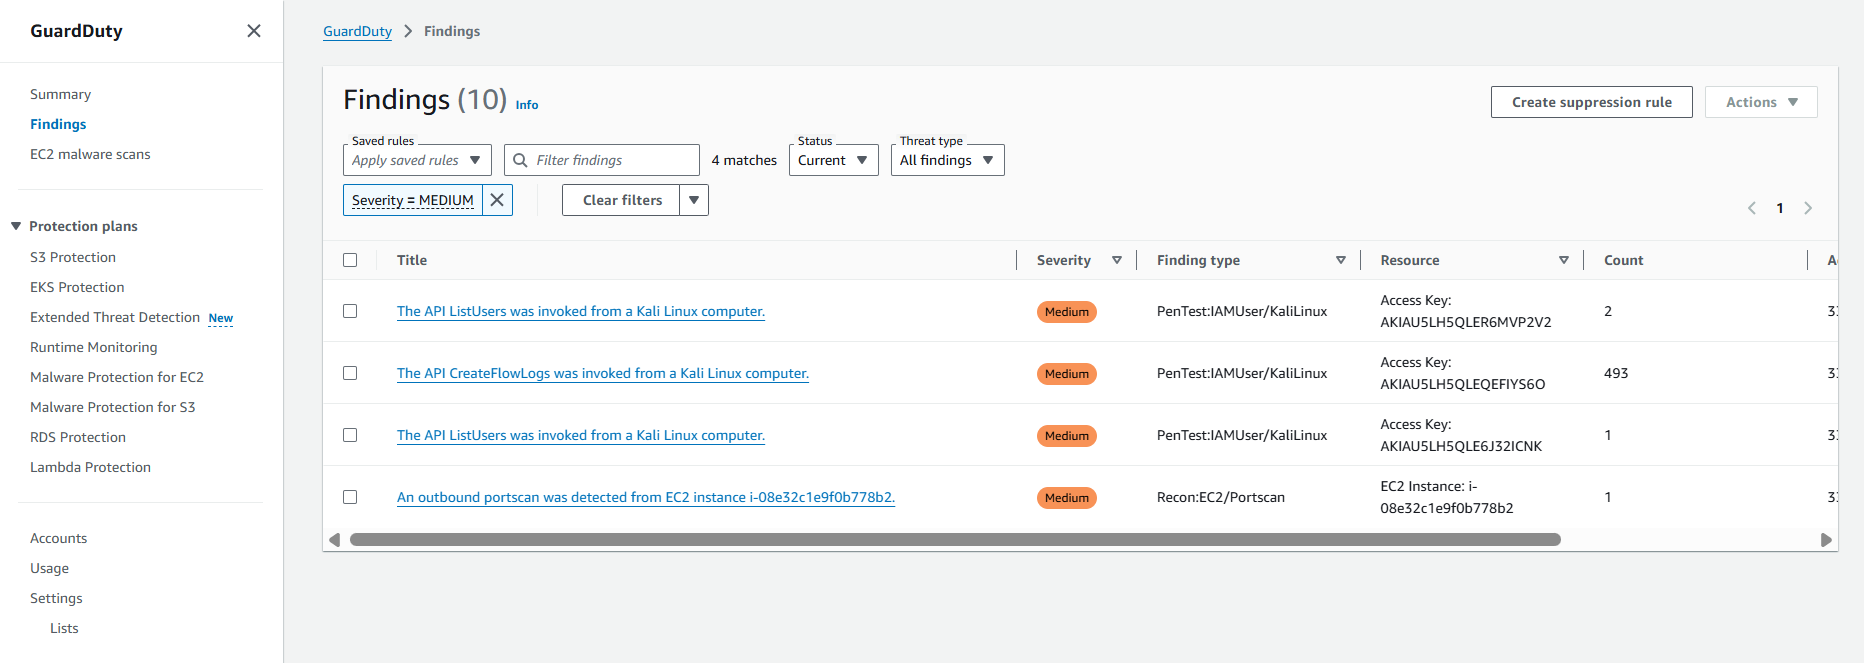 GuardDuty
Summary
Findings
EC2 malware scans
Protection plans
S3 Protection
EKS Protection
Extended Threat Detection New
Runtime Monitoring
Malware Protection for EC2
Malware Protection for S3
RDS Protection
Lambda Protection
Accounts
Usage
Settings
Lists
GuardDuty > Findings
Findings (10) Info
Create suppression rule
Actions
Saved rules
Apply saved rules
Filter findings
4 matches
Status
Current
Threat type
All findings
Severity = MEDIUM
Clear filters
1
Title Severity Finding type Resource Count
The API ListUsers was invoked from a Kali Linux computer. Medium PenTest:IAMUser/KaliLinux Access Key: 2
AKIAU5LH5QLER6MVP2V2
The API CreateFlowLogs was invoked from a Kali Linux computer. Medium PenTest:IAMUser/KaliLinux Access Key: 493
AKIAU5LH5QLEQEFIYS6O
The API ListUsers was invoked from a Kali Linux computer. Medium PenTest:IAMUser/KaliLinux Access Key: 1
AKIAU5LH5QLE6J32ICNK
An outbound portscan was detected from EC2 instance i-08e32c1e9f0b778b2. Medium Recon:EC2/Portscan EC2 Instance: i- 1
08e32c1e9f0b778b2